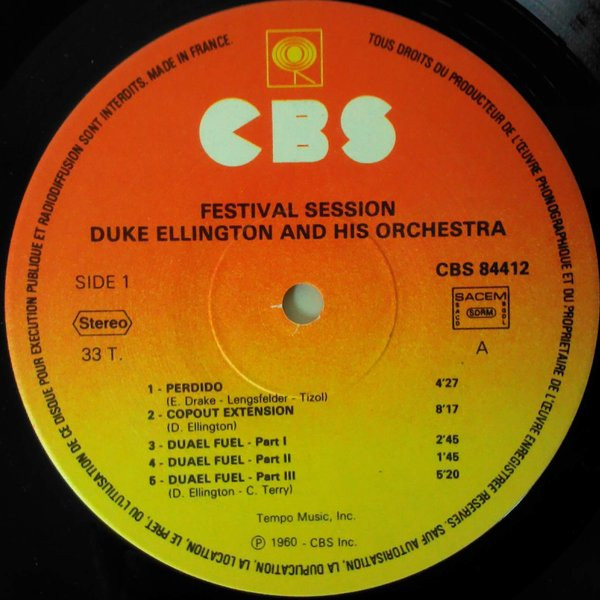 TOUS DROITS DU PRODUCTEUR DE L'ŒUVRE PHONOGRAPHIQUE ET DU PROPRIETAIRE DE L'ŒUVRE ENREGISTREE RESERVES. SAUF AUTORISATION, LA DUPLICATION, LA LOCATION, LE PRET, OU L'UTILISATION DE CE DISQUE POUR EXECUTION PUBLIQUE ET RADIODIFFUSION SONT INTERDITS. MADE IN FRANCE.
CBS
FESTIVAL SESSION
DUKE ELLINGTON AND HIS ORCHESTRA
SIDE 1
CBS 84412
Stereo
SACEM
SACD
SDRM
SGDL
33 T.
A
1 - PERDIDO 4'27
(E. Drake - Lengsfelder - Tizol)
2 - COPOUT EXTENSION 8'17
(D. Ellington)
3 - DUAEL FUEL - Part I 2'45
4 - DUAEL FUEL - Part II 1'45
5 - DUAEL FUEL - Part III 5'20
(D. Ellington - C. Terry)
Tempo Music, Inc.
Ⓟ 1960 - CBS Inc.